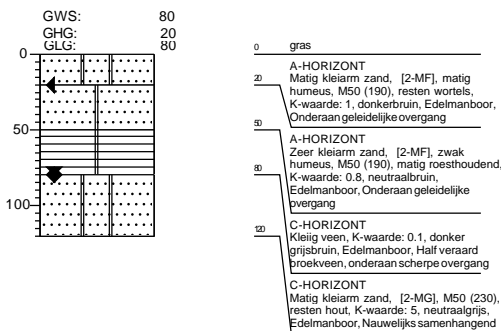 GWS: 80
GHG: 20
GLG: 80
0
50
100
0 gras
20
50
80
120
A-HORIZONT
Matig kleiarm zand, [2-MF], matig
humeus, M50 (190), resten wortels,
K-waarde: 1, donkerbruin, Edelmanboor,
Onderaan geleidelijke overgang
A-HORIZONT
Zeer kleiarm zand, [2-MF], zwak
humeus, M50 (190), matig roesthoudend,
K-waarde: 0.8, neutraalbruin,
Edelmanboor, Onderaan geleidelijke
overgang
C-HORIZONT
Kleiig veen, K-waarde: 0.1, donker
grijsbruin, Edelmanboor, Half veraard
broekveen, onderaan scherpe overgang
C-HORIZONT
Matig kleiarm zand, [2-MG], M50 (230),
resten hout, K-waarde: 5, neutraalgrijs,
Edelmanboor, Nauwelijks samenhangend